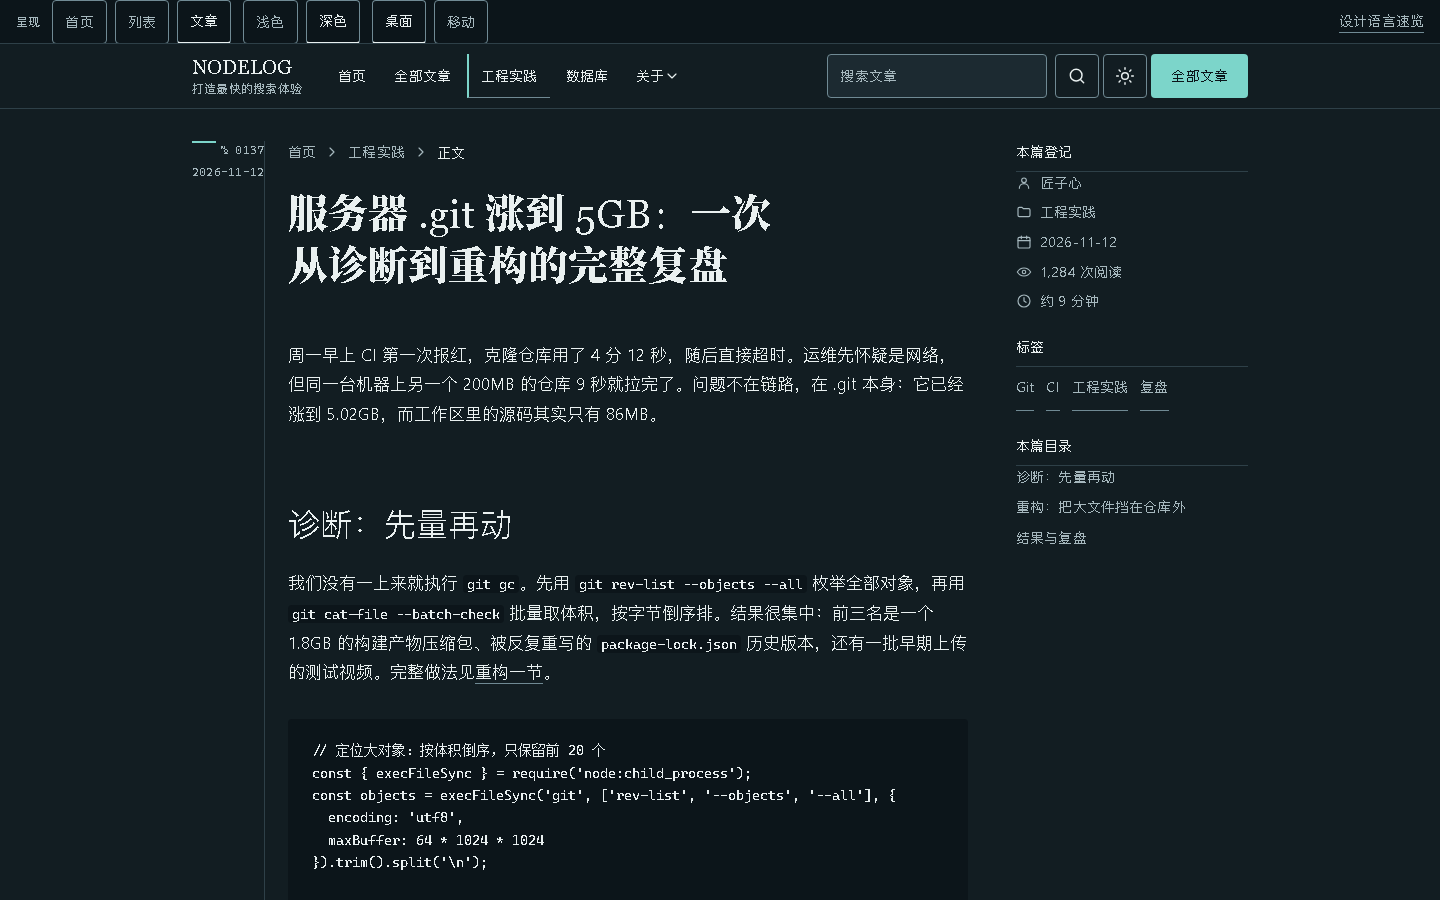 呈现 首页 列表 文章 浅色 深色 桌面 移动 设计语言速览
NODELOG
打造最快的搜索体验
首页 全部文章 工程实践 数据库 关于
搜索文章
全部文章
№ 0137
2026-11-12
首页 > 工程实践 > 正文
服务器 .git 涨到 5GB：一次
从诊断到重构的完整复盘
周一早上 CI 第一次报红，克隆仓库用了 4 分 12 秒，随后直接超时。运维先怀疑是网络，
但同一台机器上另一个 200MB 的仓库 9 秒就拉完了。问题不在链路，在 .git 本身：它已经
涨到 5.02GB，而工作区里的源码其实只有 86MB。
诊断：先量再动
我们没有一上来就执行 git gc。先用 git rev-list --objects --all 枚举全部对象，再用
git cat-file --batch-check 批量取体积，按字节倒序排。结果很集中：前三名是一个
1.8GB 的构建产物压缩包、被反复重写的 package-lock.json 历史版本，还有一批早期上传
的测试视频。完整做法见重构一节。
// 定位大对象：按体积倒序，只保留前 20 个
const { execFileSync } = require('node:child_process');
const objects = execFileSync('git', ['rev-list', '--objects', '--all'], {
  encoding: 'utf8',
  maxBuffer: 64 * 1024 * 1024
}).trim().split('\n');
本篇登记
匠子心
工程实践
2026-11-12
1,284 次阅读
约 9 分钟
标签
Git CI 工程实践 复盘
本篇目录
诊断：先量再动
重构：把大文件挡在仓库外
结果与复盘